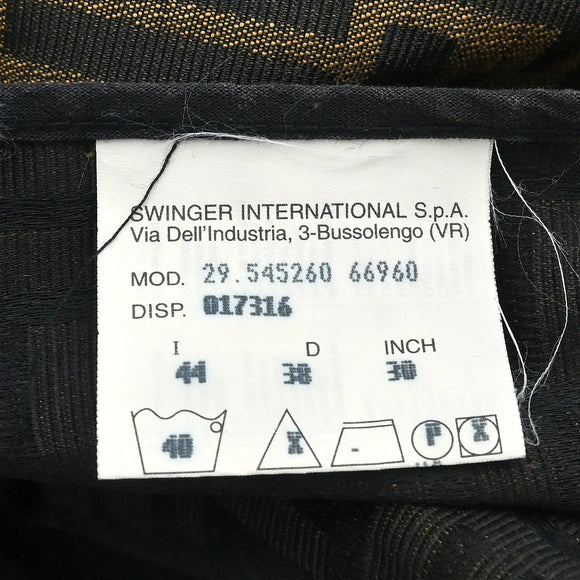 SWINGER INTERNATIONAL S.p.A.
Via Dell'Industria, 3-Bussolengo (VR)
MOD. 29.545260 66960
DISP. 017316
I D INCH
44 38 30
40 X P X